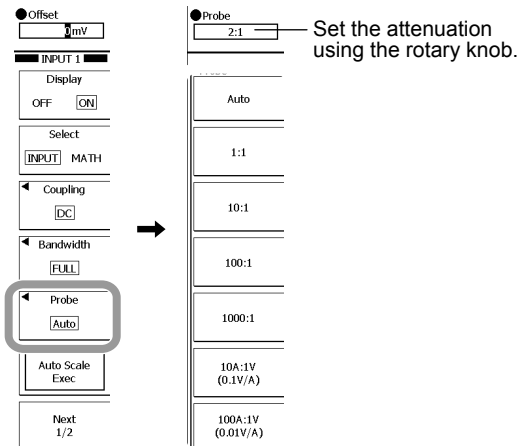 Offset
0mV
INPUT 1
Display
OFF ON
Select
INPUT MATH
Coupling
DC
Bandwidth
FULL
Probe
Auto
Auto Scale
Exec
Next
1/2
Probe
2:1
Auto
1:1
10:1
100:1
1000:1
10A:1V
(0.1V/A)
100A:1V
(0.01V/A)
Set the attenuation
using the rotary knob.